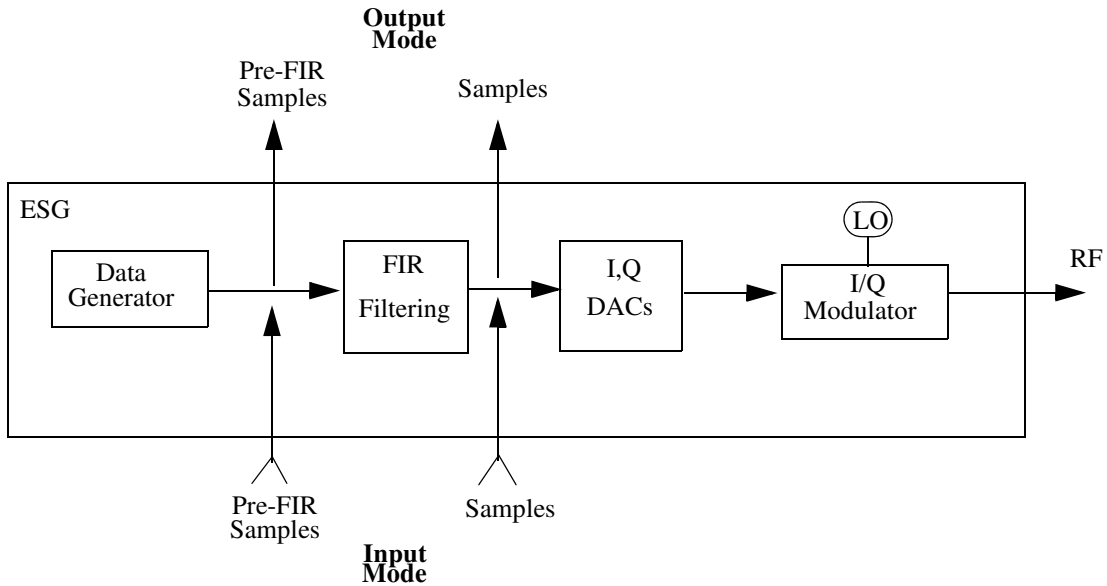 Output
Mode
Pre-FIR
Samples
Samples
ESG
LO
RF
Data
Generator
FIR
Filtering
I,Q
DACs
I/Q
Modulator
Pre-FIR
Samples
Samples
Input
Mode